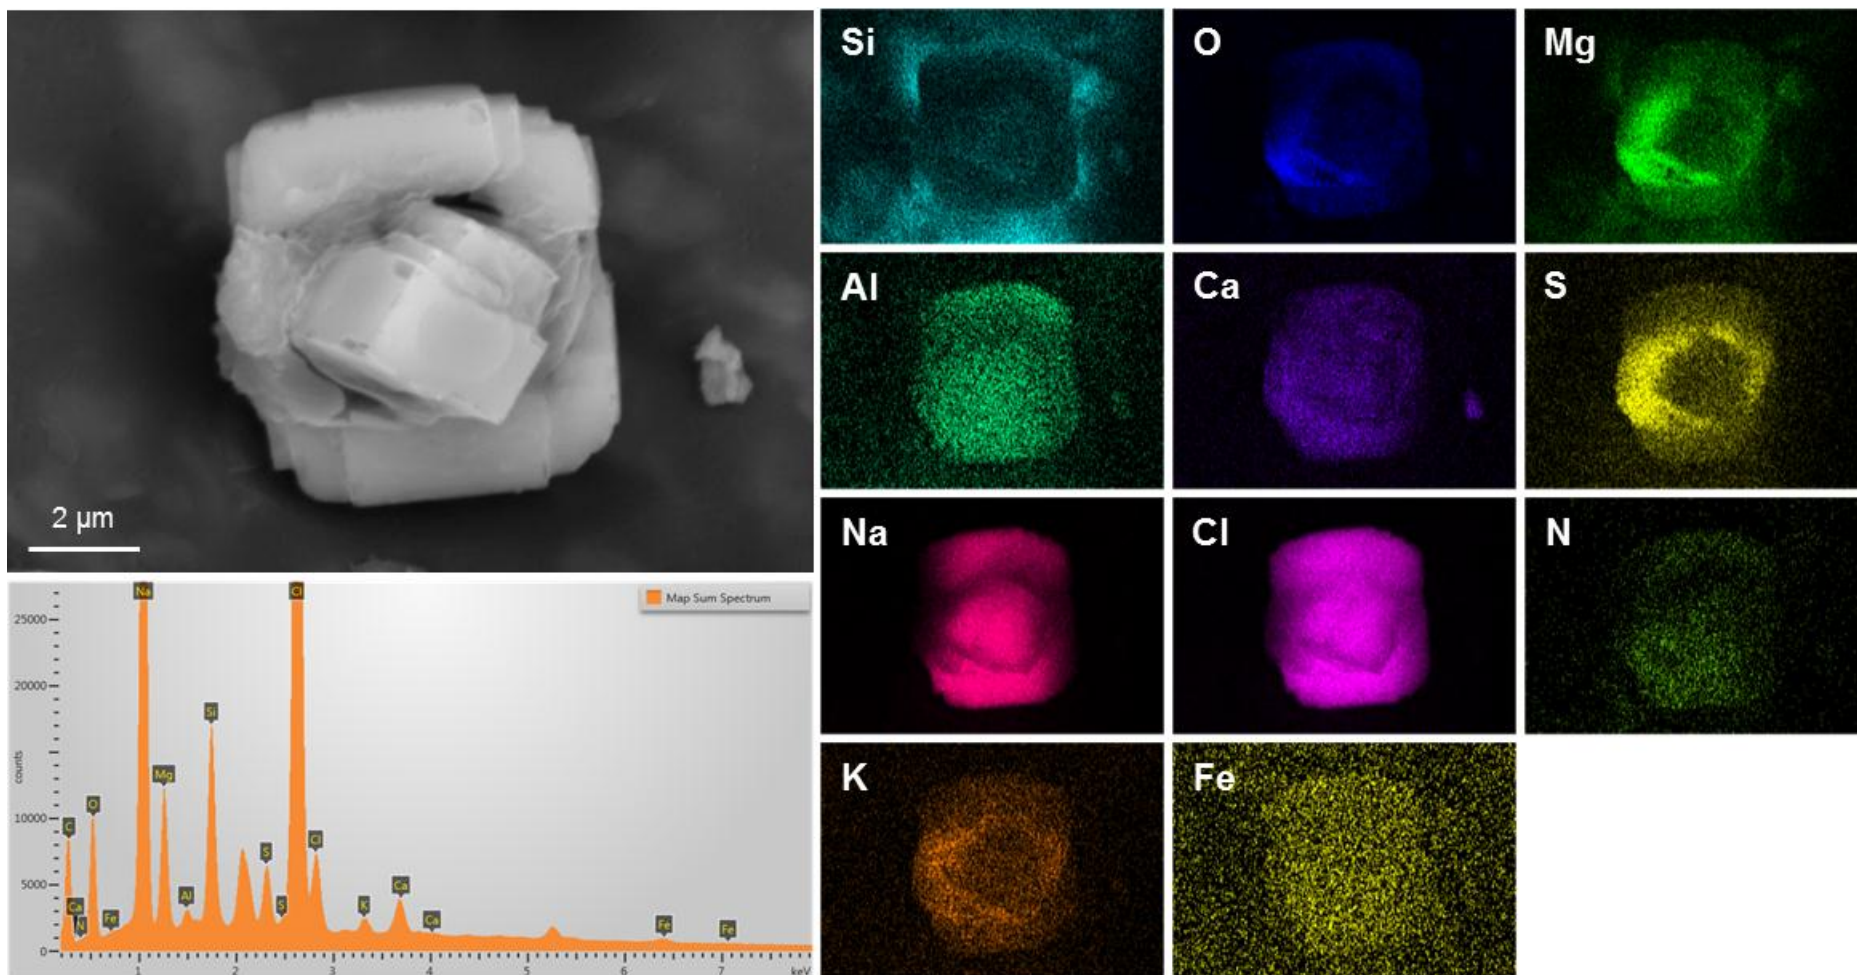 2 µm
Si
O
Mg
Al
Ca
S
Na
Cl
N
K
Fe
Map Sum Spectrum
25000
20000
10000
5000
0
counts
Na
Cl
Si
Mg
O
C
Ca
N
Fe
Al
S
S
Cl
K
Ca
Ca
Fe
Fe
1
2
3
4
5
6
7
keV